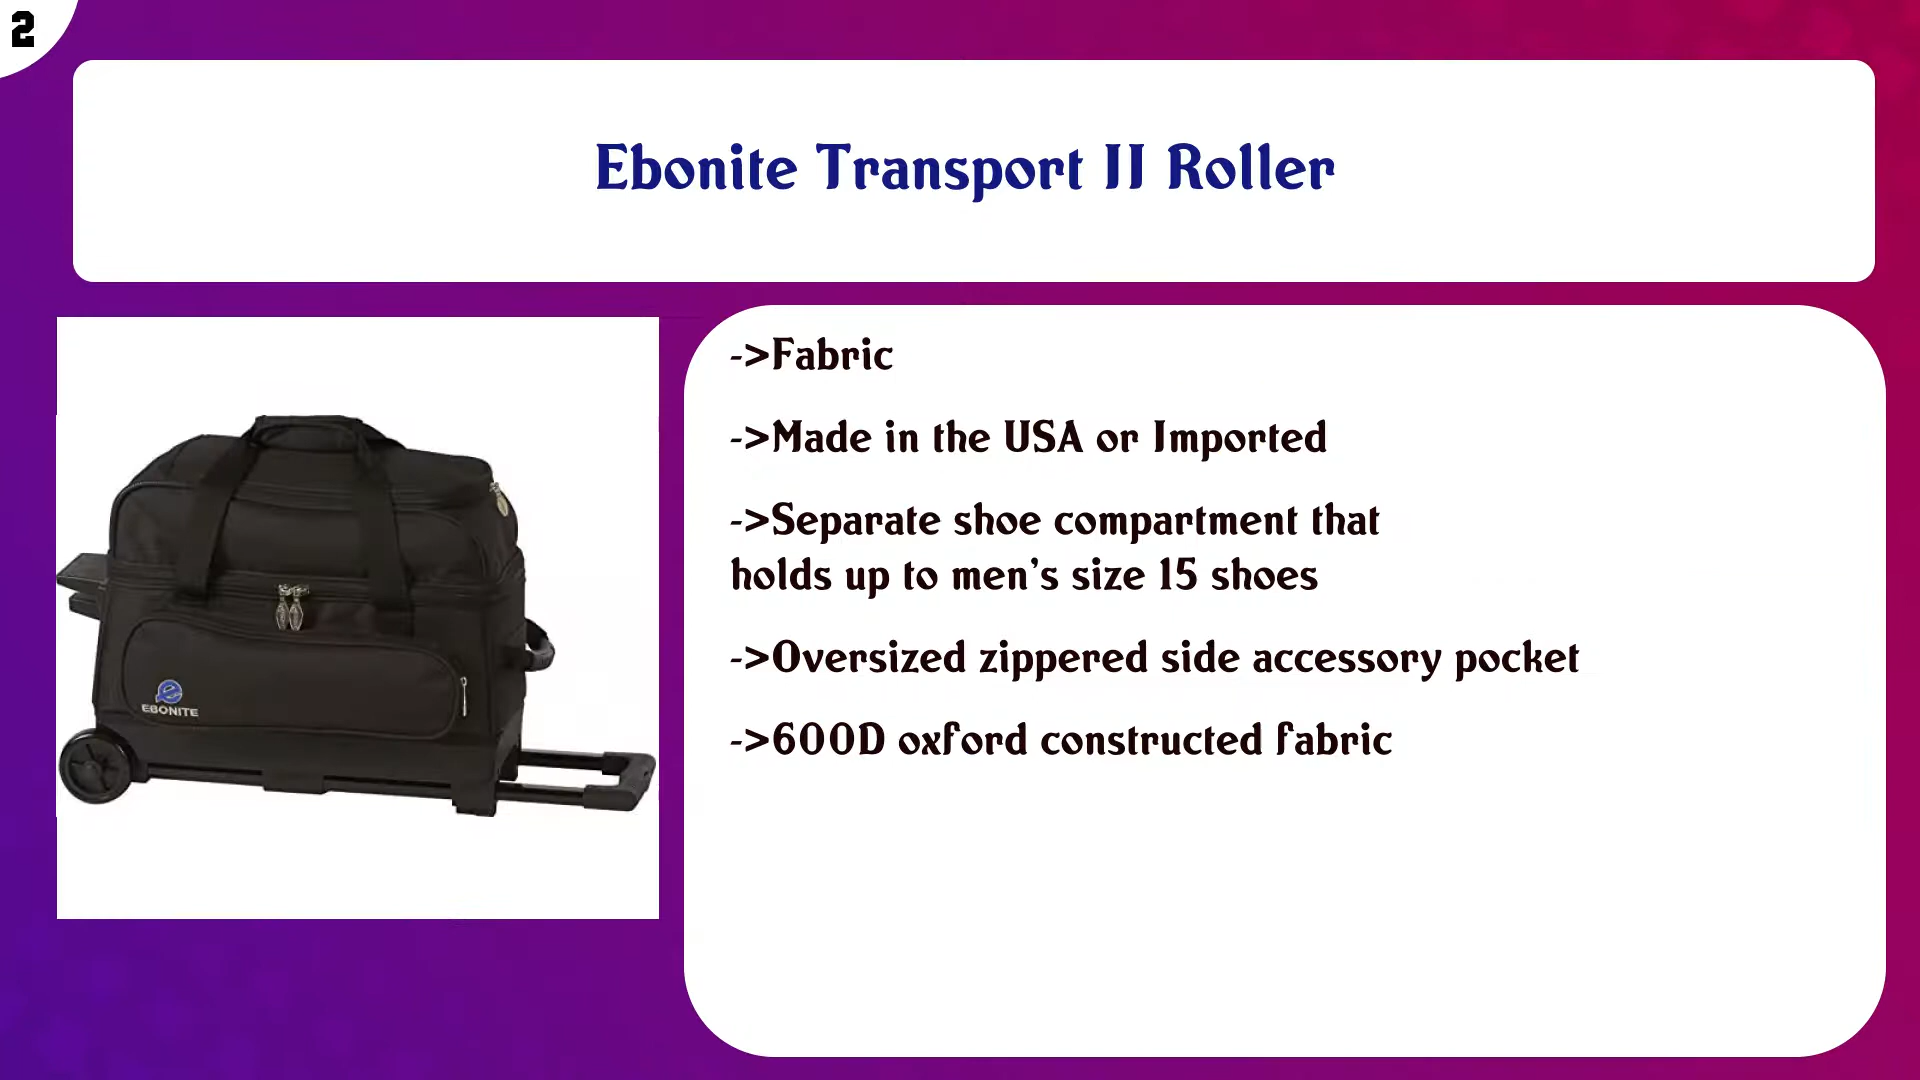 2
Ebonite Transport II Roller
->Fabric
->Made in the USA or Imported
->Separate shoe compartment that
holds up to men's size 15 shoes
->Oversized zippered side accessory pocket
->600D oxford constructed fabric
e
EBONITE